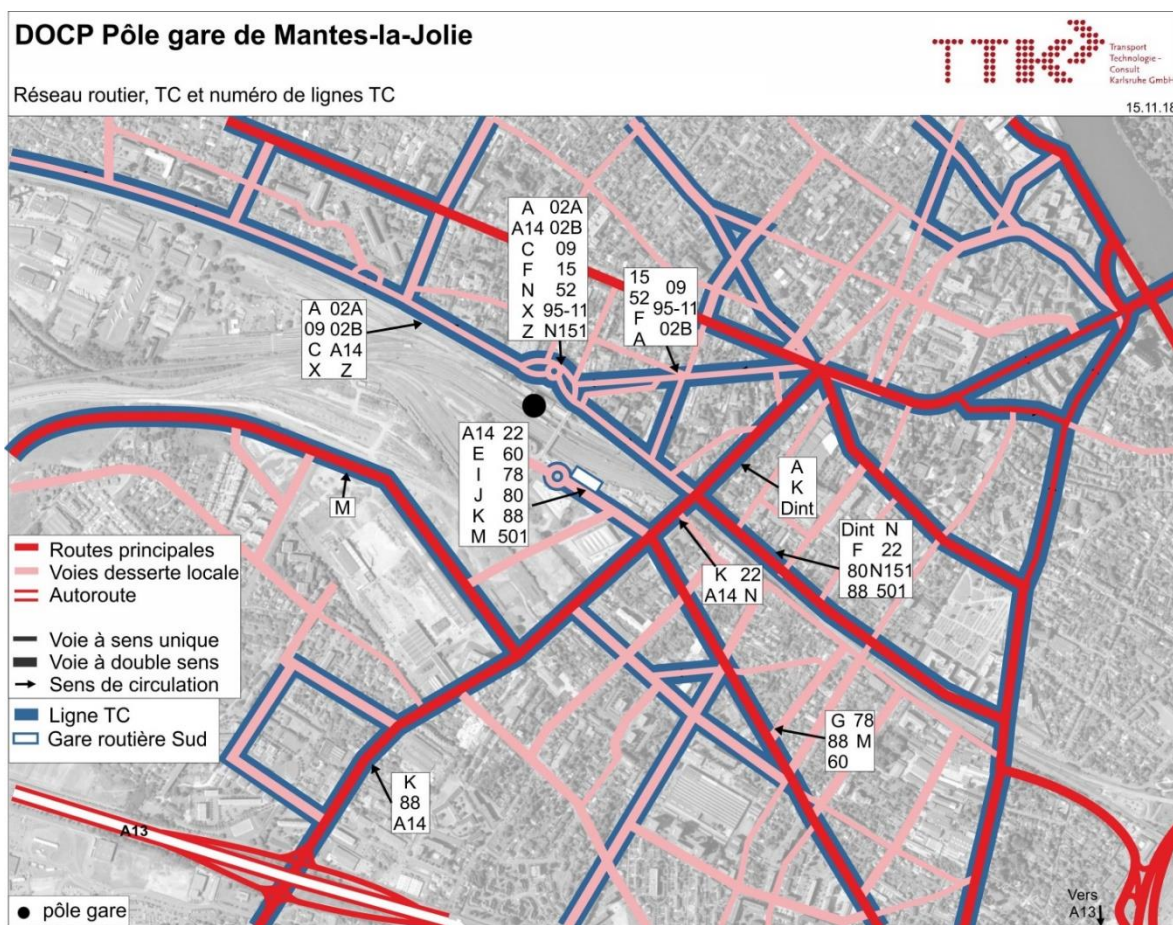 DOCP Pôle gare de Mantes-la-Jolie
Réseau routier, TC et numéro de lignes TC
TTK
Transport
Technologie -
Consult
Karlsruhe GmbH
15.11.18
A 02A
A14 02B
C 09
F 15
N 52
X 95-11
Z N151
15
52 09
F 95-11
A 02B
A 02A
09 02B
C A14
X Z
A14 22
E 60
I 78
J 80
K 88
M 501
M
A
K
Dint
Dint N
F 22
80 N151
88 501
K 22
A14 N
G 78
88 M
60
K
88
A14
Routes principales
Voies desserte locale
Autoroute
Voie à sens unique
Voie à double sens
Sens de circulation
Ligne TC
Gare routière Sud
A13
pôle gare
Vers
A13